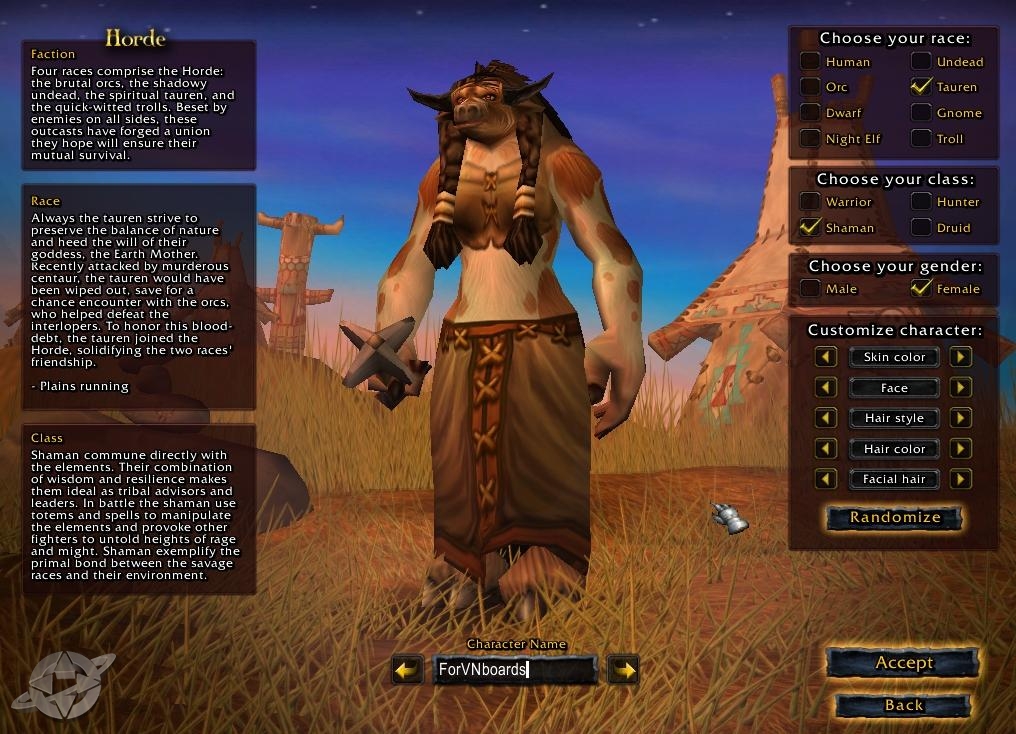 Horde
Faction
Four races comprise the Horde:
the brutal orcs, the shadowy
undead, the spiritual tauren, and
the quick-witted trolls. Beset by
enemies on all sides, these
outcasts have forged a union
they hope will ensure their
mutual survival.
Race
Always the tauren strive to
preserve the balance of nature
and heed the will of their
goddess, the Earth Mother.
Recently attacked by murderous
centaur, the tauren would have
been wiped out, save for a
chance encounter with the orcs,
who helped defeat the
interlopers. To honor this blood-
debt, the tauren joined the
Horde, solidifying the two races'
friendship.
- Plains running
Class
Shaman commune directly with
the elements. Their combination
of wisdom and resilience makes
them ideal as tribal advisors and
leaders. In battle the shaman use
totems and spells to manipulate
the elements and provoke other
fighters to untold heights of rage
and might. Shaman exemplify the
primal bond between the savage
races and their environment.
Character Name
ForVNboards
Choose your race:
Human Undead
Orc Tauren
Dwarf Gnome
Night Elf Troll
Choose your class:
Warrior Hunter
Shaman Druid
Choose your gender:
Male Female
Customize character:
Skin color
Face
Hair style
Hair color
Facial hair
Randomize
Accept
Back